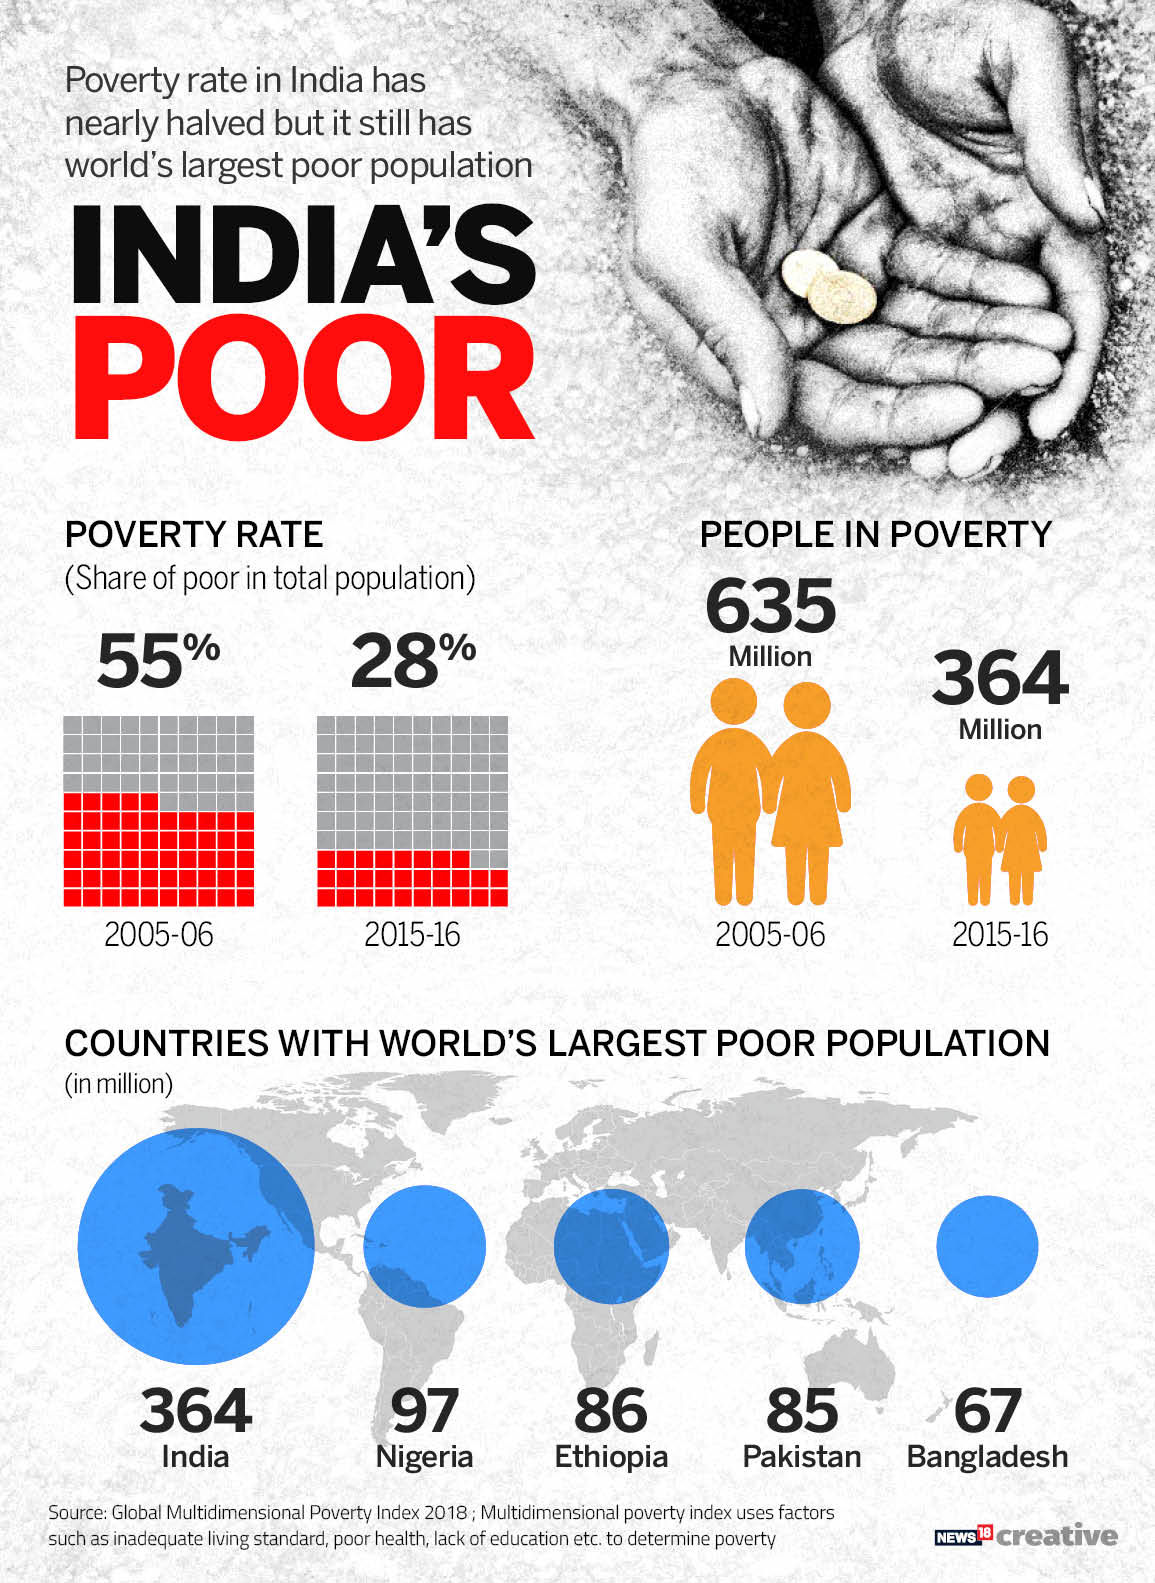 Poverty rate in India has
nearly halved but it still has
world's largest poor population
INDIA'S
POOR
POVERTY RATE
(Share of poor in total population)
55%
28%
2005-06
2015-16
PEOPLE IN POVERTY
635
Million
364
Million
2005-06
2015-16
COUNTRIES WITH WORLD'S LARGEST POOR POPULATION
(in million)
364
India
97
Nigeria
86
Ethiopia
85
Pakistan
67
Bangladesh
Source: Global Multidimensional Poverty Index 2018 ; Multidimensional poverty index uses factors
such as inadequate living standard, poor health, lack of education etc. to determine poverty
NEWS18 creative